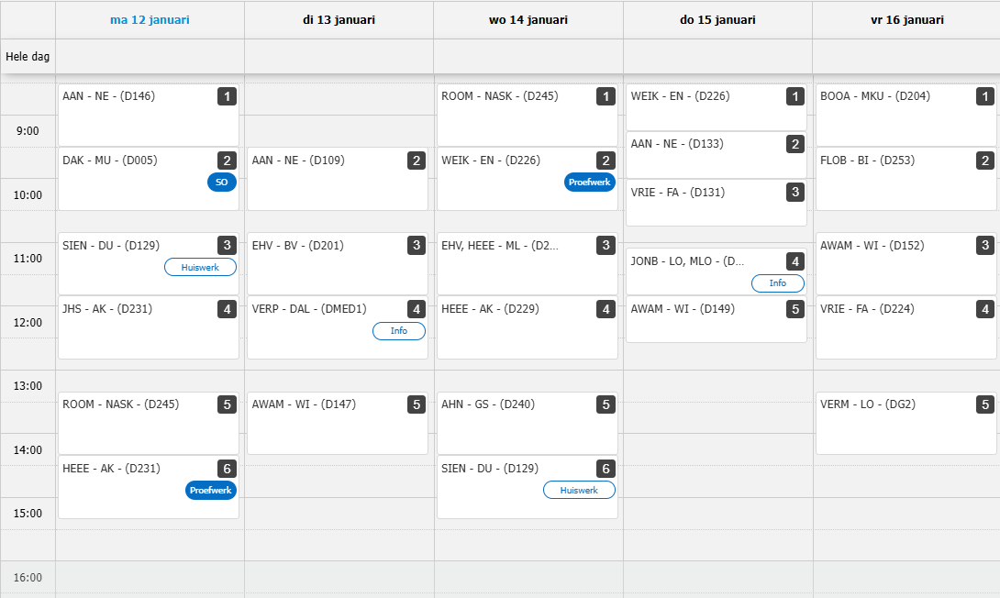 ma 12 januari
di 13 januari
wo 14 januari
do 15 januari
vr 16 januari
Hele dag
9:00
10:00
11:00
12:00
13:00
14:00
15:00
16:00
AAN - NE - (D146) 1
DAK - MU - (D005) 2
SO
SIEN - DU - (D129) 3
Huiswerk
JHS - AK - (D231) 4
ROOM - NASK - (D245) 5
HEEE - AK - (D231) 6
Proefwerk
AAN - NE - (D109) 2
EHV - BV - (D201) 3
VERP - DAL - (DMED1) 4
Info
AWAM - WI - (D147) 5
ROOM - NASK - (D245) 1
WEIK - EN - (D226) 2
Proefwerk
EHV, HEEE - ML - (D2... 3
HEEE - AK - (D229) 4
AHN - GS - (D240) 5
SIEN - DU - (D129) 6
Huiswerk
WEIK - EN - (D226) 1
AAN - NE - (D133) 2
VRIE - FA - (D131) 3
JONB - LO, MLO - (D... 4
Info
AWAM - WI - (D149) 5
BOOA - MKU - (D204) 1
FLOB - BI - (D253) 2
AWAM - WI - (D152) 3
VRIE - FA - (D224) 4
VERM - LO - (DG2) 5